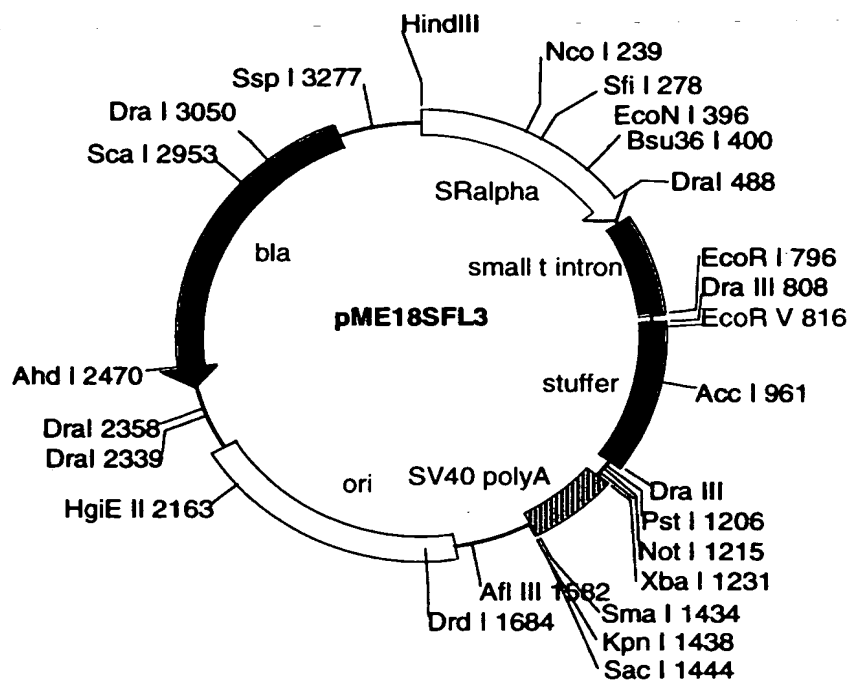 HindIII
Nco I 239
Sfi I 278
EcoN I 396
Bsu36 I 400
DraI 488
Ssp I 3277
Dra I 3050
Sca I 2953
SRalpha
bla
small t intron
EcoR I 796
Dra III 808
EcoR V 816
pME18SFL3
stuffer
Acc I 961
Ahd I 2470
DraI 2358
DraI 2339
HgiE II 2163
ori
SV40 polyA
Dra III
Pst I 1206
Not I 1215
Xba I 1231
Afl III 1582
Drd I 1684
Sma I 1434
Kpn I 1438
Sac I 1444